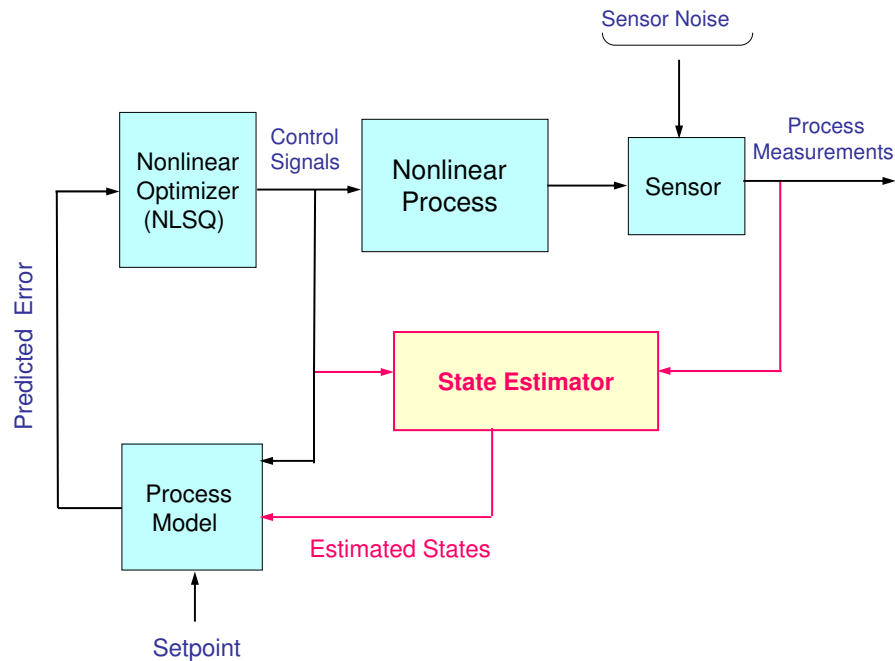 Sensor Noise
Nonlinear
Optimizer
(NLSQ)
Control
Signals
Nonlinear
Process
Sensor
Process
Measurements
Predicted Error
State Estimator
Process
Model
Estimated States
Setpoint